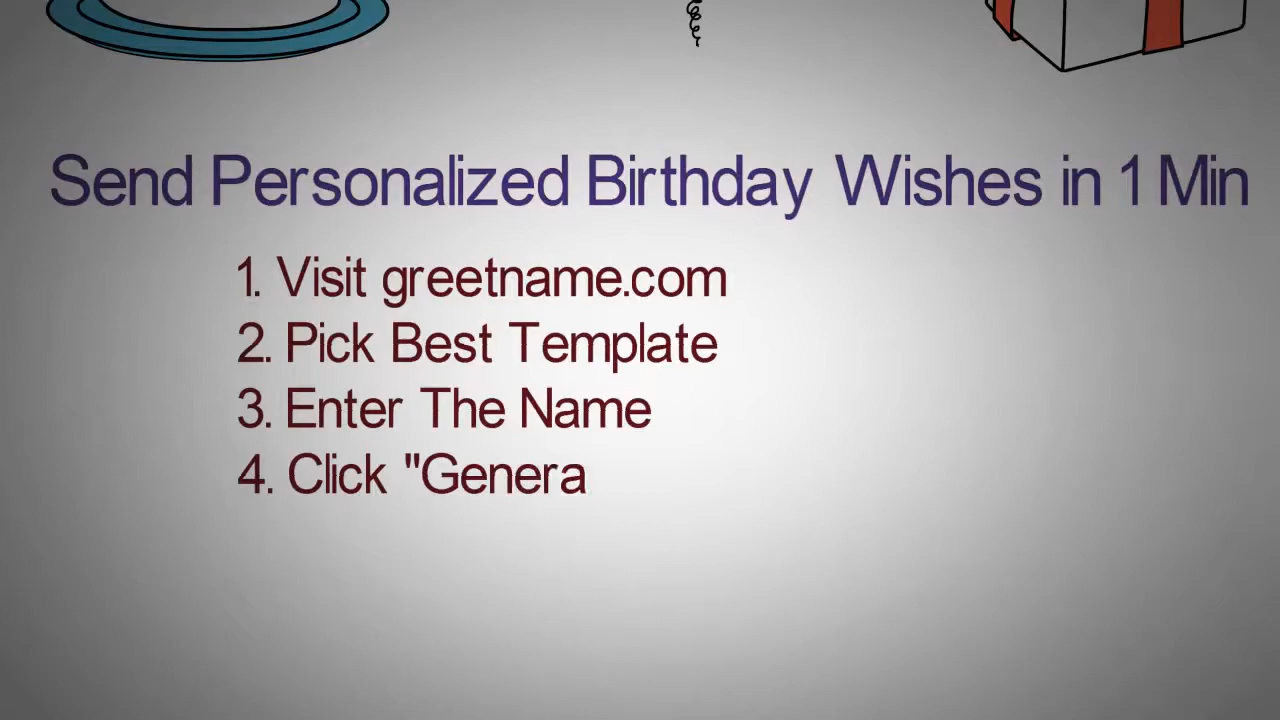 Send Personalized Birthday Wishes in 1 Min
1. Visit greetname.com
2. Pick Best Template
3. Enter The Name
4. Click "Genera